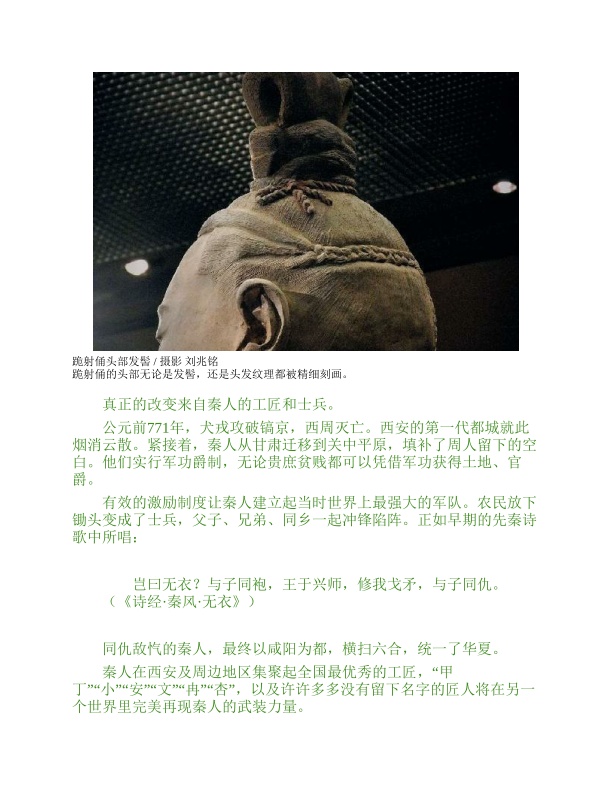 跪射俑头部发髻 / 摄影 刘兆铭
跪射俑的头部无论是发髻，还是头发纹理都被精细刻画。
真正的改变来自秦人的工匠和士兵。
公元前771年，犬戎攻破镐京，西周灭亡。西安的第一代都城就此
烟消云散。紧接着，秦人从甘肃迁移到关中平原，填补了周人留下的空
白。他们实行军功爵制，无论贵庶贫贱都可以凭借军功获得土地、官
爵。
有效的激励制度让秦人建立起当时世界上最强大的军队。农民放下
锄头变成了士兵，父子、兄弟、同乡一起冲锋陷阵。正如早期的先秦诗
歌中所唱：
岂曰无衣？与子同袍，王于兴师，修我戈矛，与子同仇。
（《诗经·秦风·无衣》）
同仇敌忾的秦人，最终以咸阳为都，横扫六合，统一了华夏。
秦人在西安及周边地区集聚起全国最优秀的工匠，“甲
丁”“小”“安”“文”“冉”“杏”，以及许许多多没有留下名字的匠人将在另一
个世界里完美再现秦人的武装力量。